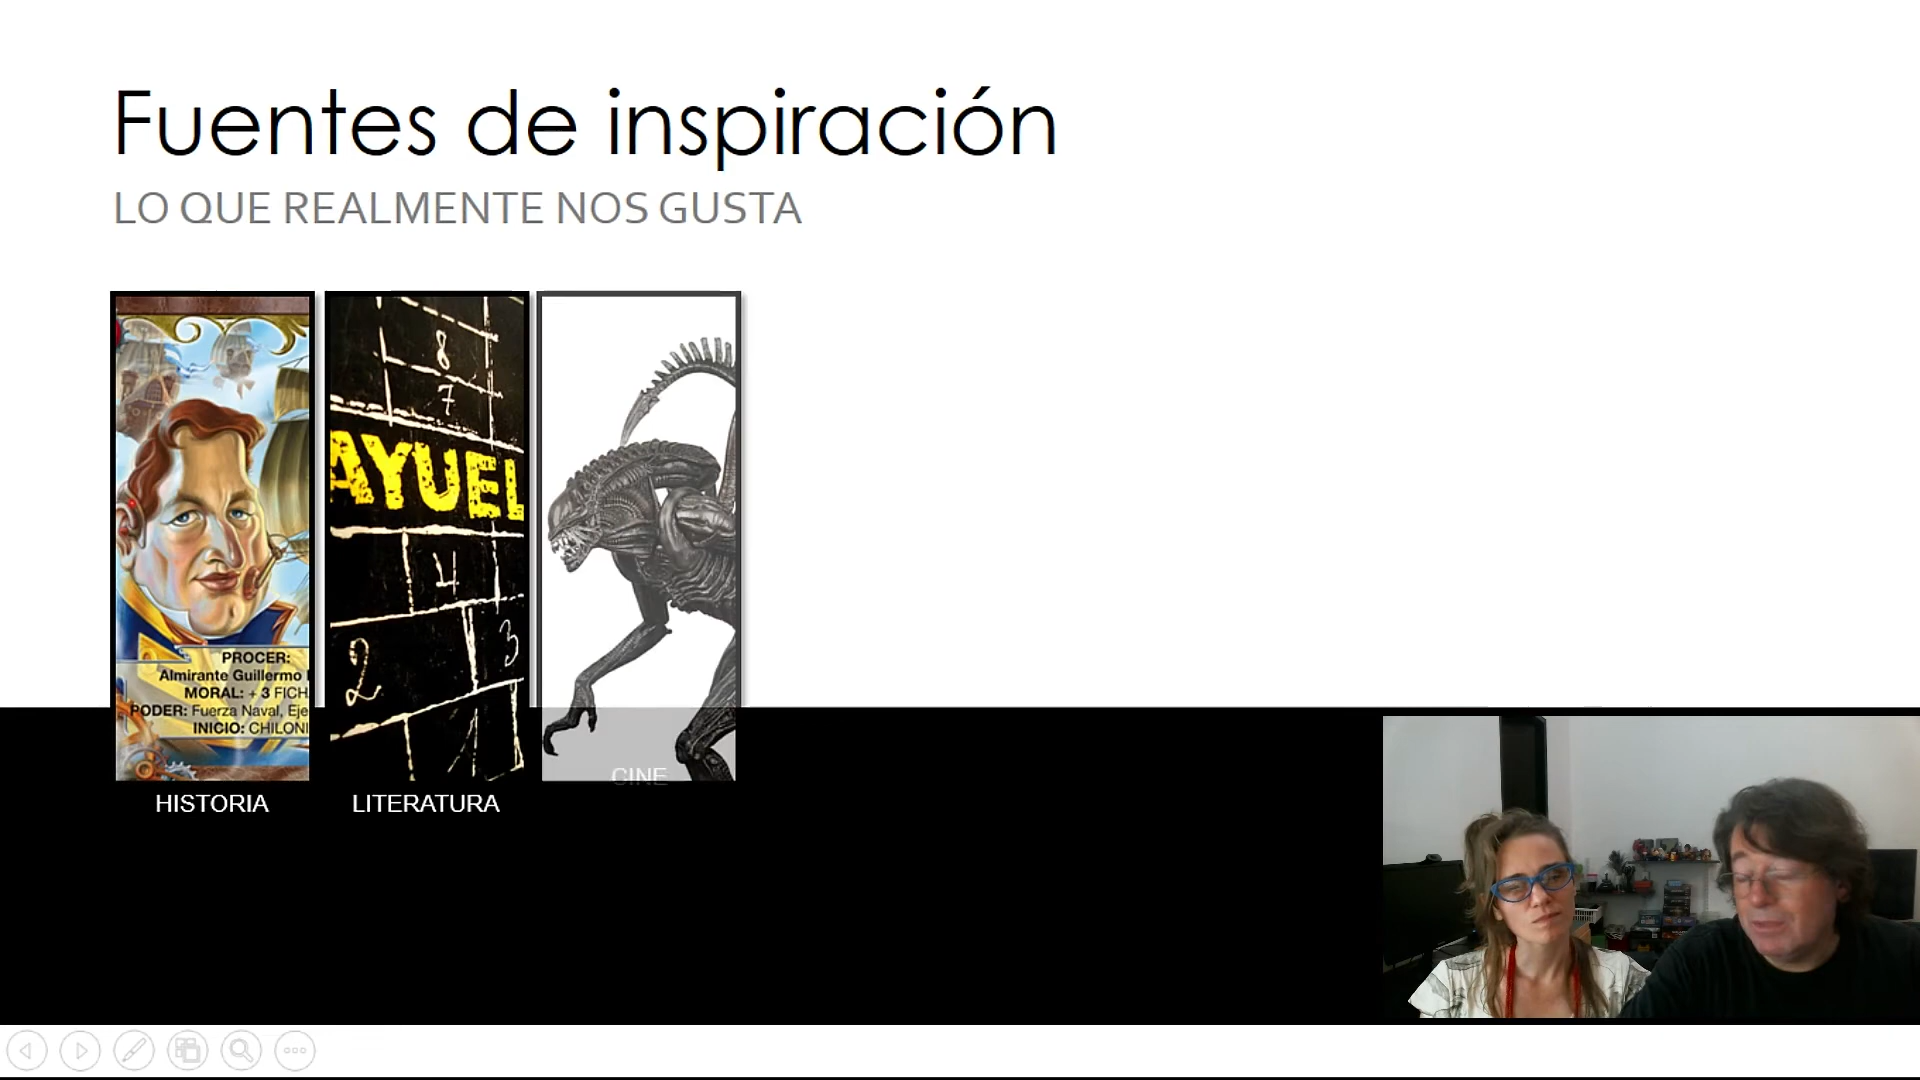 Fuentes de inspiración
LO QUE REALMENTE NOS GUSTA
8
7
AYUEL
4
2
3
1
PROCER:
Almirante Guillermo
MORAL: + 3 FICH
PODER: Fuerza Naval, Eje
INICIO: CHILONI
HISTORIA
LITERATURA
CINE